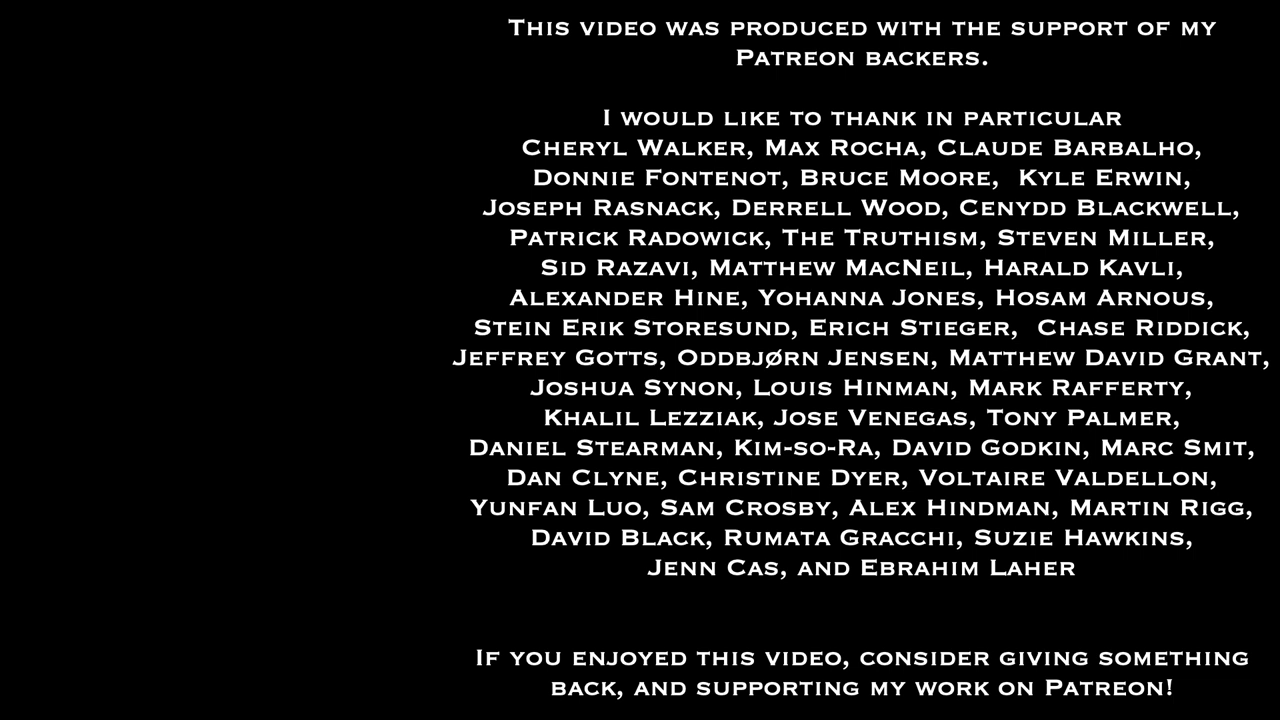 This video was produced with the support of my
Patreon backers.
I would like to thank in particular
Cheryl Walker, Max Rocha, Claude Barbalho,
Donnie Fontenot, Bruce Moore,  Kyle Erwin,
Joseph Rasnack, Derrell Wood, Cenydd Blackwell,
Patrick Radowick, The Truthism, Steven Miller,
Sid Razavi, Matthew MacNeil, Harald Kavli,
Alexander Hine, Yohanna Jones, Hosam Arnous,
Stein Erik Storesund, Erich Stieger,  Chase Riddick,
Jeffrey Gotts, Oddbjørn Jensen, Matthew David Grant,
Joshua Synon, Louis Hinman, Mark Rafferty,
Khalil Lezziak, Jose Venegas, Tony Palmer,
Daniel Stearman, Kim-so-Ra, David Godkin, Marc Smit,
Dan Clyne, Christine Dyer, Voltaire Valdellon,
Yunfan Luo, Sam Crosby, Alex Hindman, Martin Rigg,
David Black, Rumata Gracchi, Suzie Hawkins,
Jenn Cas, and Ebrahim Laher
If you enjoyed this video, consider giving something
back, and supporting my work on Patreon!